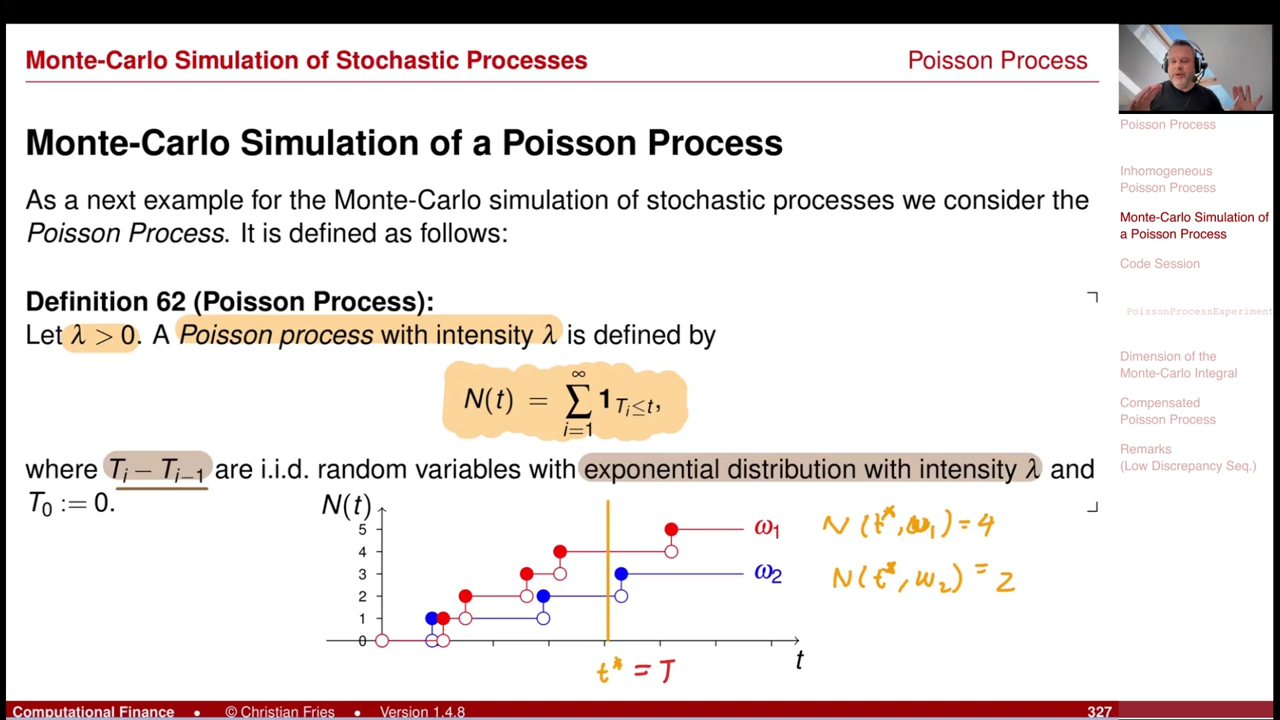 Monte-Carlo Simulation of Stochastic Processes
Poisson Process
Monte-Carlo Simulation of a Poisson Process
As a next example for the Monte-Carlo simulation of stochastic processes we consider the
Poisson Process. It is defined as follows:
Definition 62 (Poisson Process):
Let λ > 0. A Poisson process with intensity λ is defined by
N(t) = ∑_{i=1}^{∞} 1_{T_i≤t},
where T_i − T_{i−1} are i.i.d. random variables with exponential distribution with intensity λ and
T_0 := 0.
N(t)
5
4
3
2
1
0
ω_1
ω_2
t
t* = T
N(t*, ω_1) = 4
N(t*, ω_2) = 2
Poisson Process
Inhomogeneous
Poisson Process
Monte-Carlo Simulation of
a Poisson Process
Code Session
PoissonProcessExperiment
Dimension of the
Monte-Carlo Integral
Compensated
Poisson Process
Remarks
(Low Discrepancy Seq.)
Computational Finance • © Christian Fries • Version 1.4.8
327